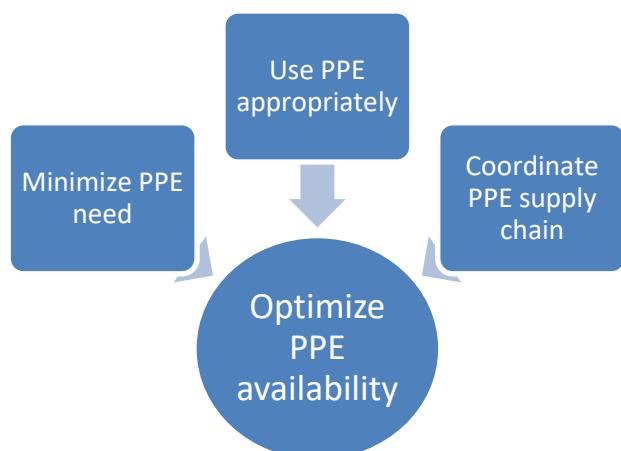 Use PPE
appropriately
Minimize PPE
need
Coordinate
PPE supply
chain
Optimize
PPE
availability